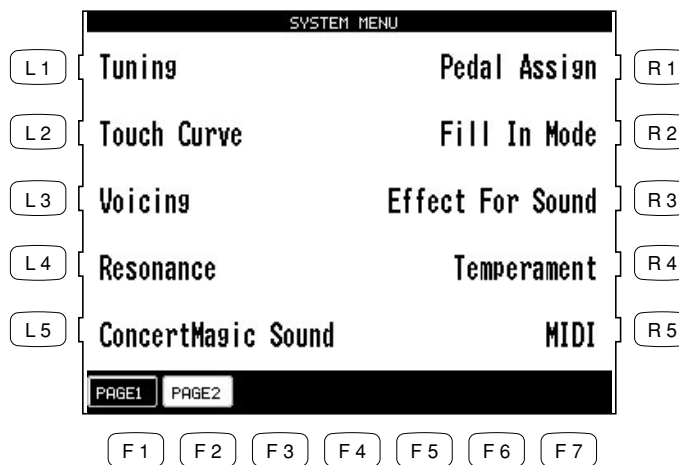 SYSTEM MENU
L1 Tuning Pedal Assign R1
L2 Touch Curve Fill In Mode R2
L3 Voicing Effect For Sound R3
L4 Resonance Temperament R4
L5 ConcertMagic Sound MIDI R5
PAGE1 PAGE2
F1 F2 F3 F4 F5 F6 F7